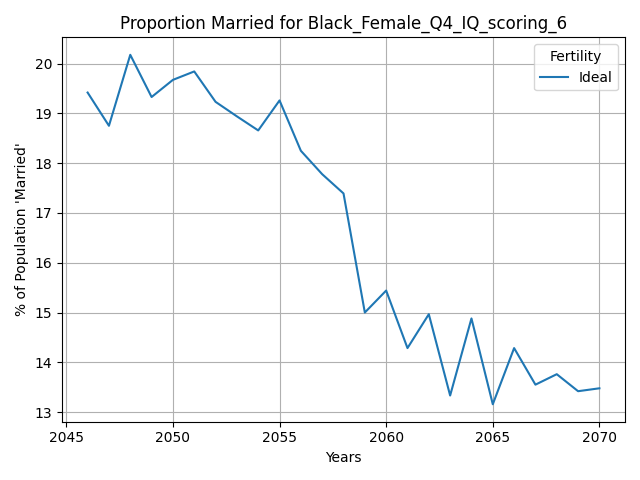 Proportion Married for Black_Female_Q4_IQ_scoring_6
Fertility
Ideal
% of Population 'Married'
20
19
18
17
16
15
14
13
2045 2050 2055 2060 2065 2070
Years